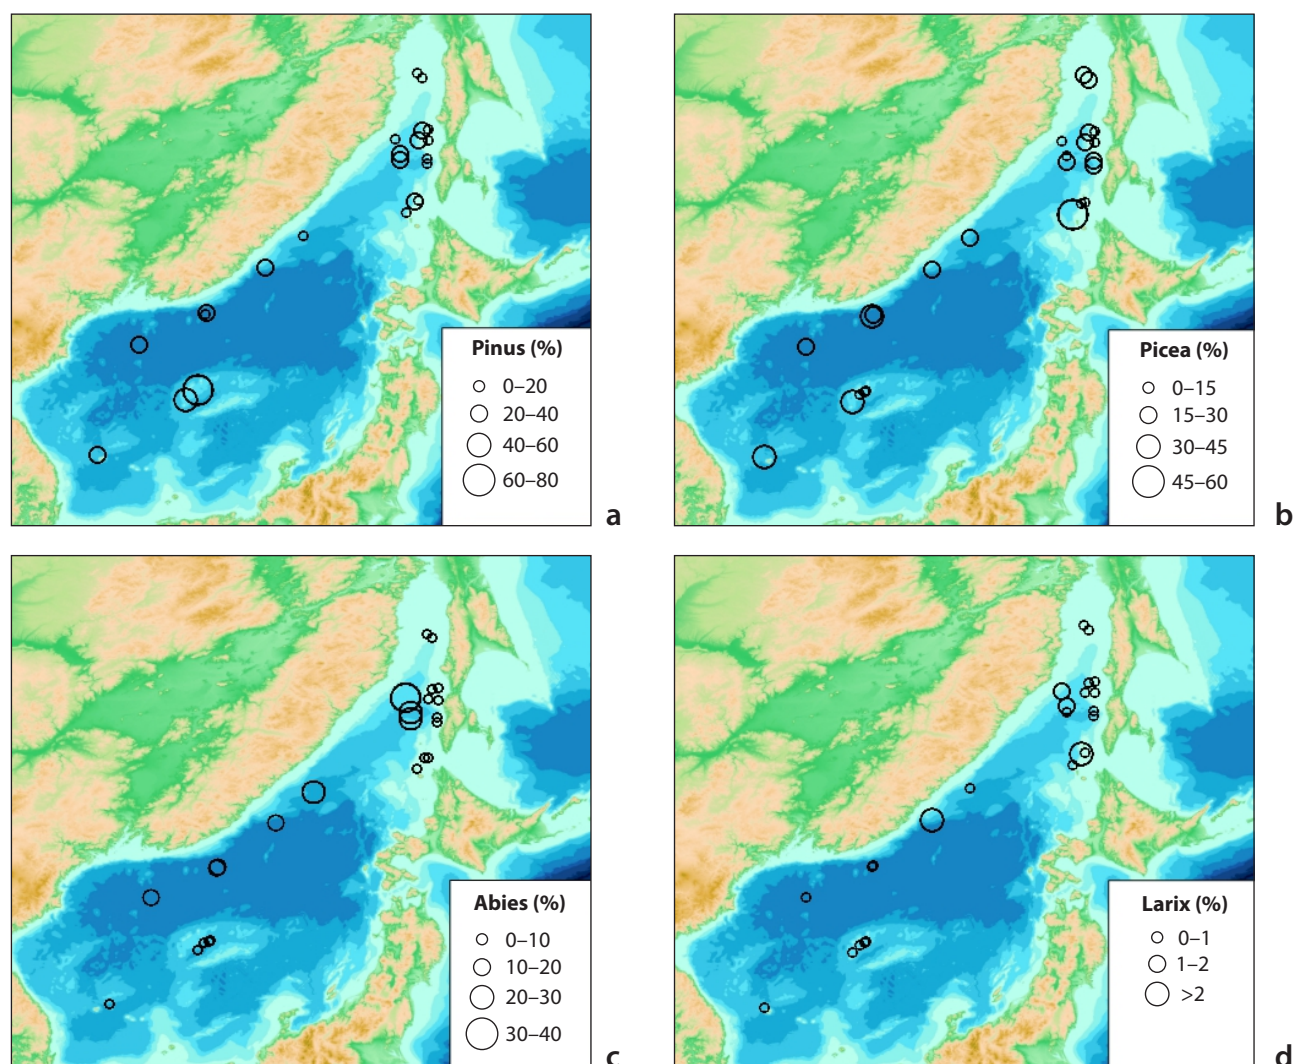 Pinus (%)
0–20
20–40
40–60
60–80
a
Picea (%)
0–15
15–30
30–45
45–60
b
Abies (%)
0–10
10–20
20–30
30–40
c
Larix (%)
0–1
1–2
>2
d